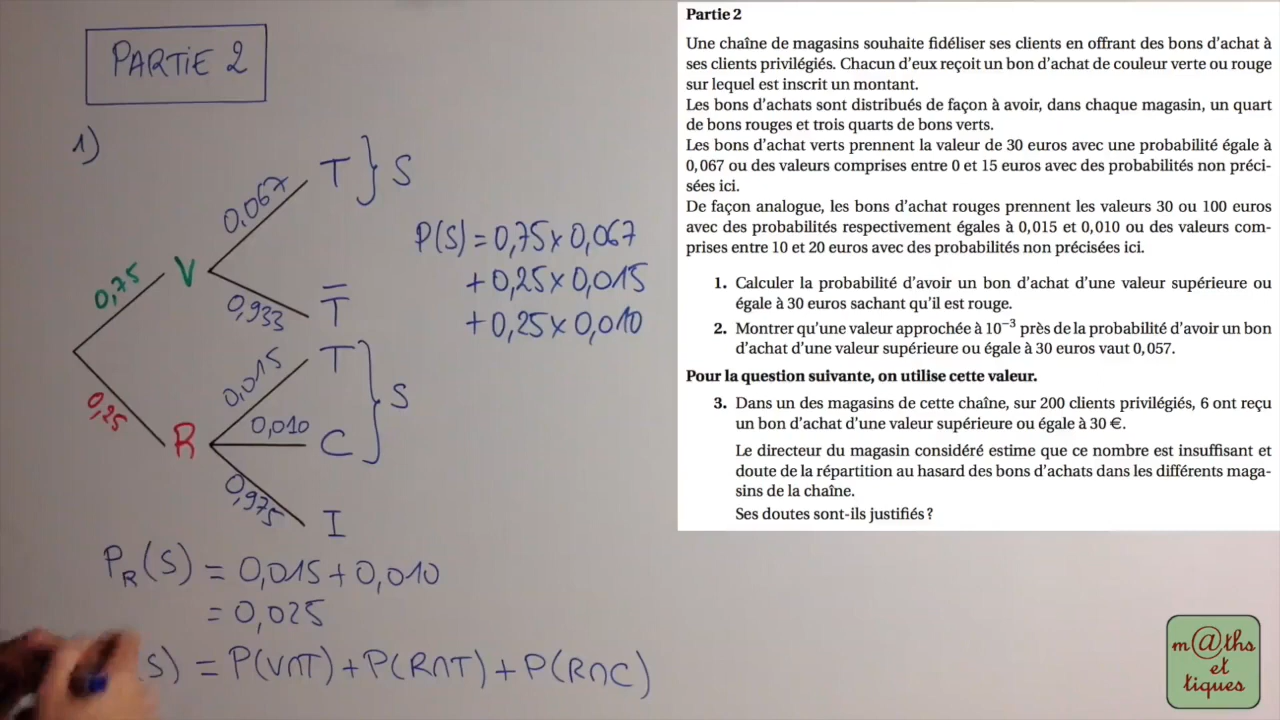 PARTIE 2
1)
0,75
V
0,067
T } S
0,933
T̅
0,25
R
0,015
T
0,010
C
} S
0,975
I
P(S) = 0,75 x 0,067
+ 0,25 x 0,015
+ 0,25 x 0,010
P_R(S) = 0,015 + 0,010
= 0,025
S) = P(V∩T) + P(R∩T) + P(R∩C)
Partie 2
Une chaîne de magasins souhaite fidéliser ses clients en offrant des bons d'achat à
ses clients privilégiés. Chacun d'eux reçoit un bon d'achat de couleur verte ou rouge
sur lequel est inscrit un montant.
Les bons d'achats sont distribués de façon à avoir, dans chaque magasin, un quart
de bons rouges et trois quarts de bons verts.
Les bons d'achat verts prennent la valeur de 30 euros avec une probabilité égale à
0,067 ou des valeurs comprises entre 0 et 15 euros avec des probabilités non préci-
sées ici.
De façon analogue, les bons d'achat rouges prennent les valeurs 30 ou 100 euros
avec des probabilités respectivement égales à 0,015 et 0,010 ou des valeurs com-
prises entre 10 et 20 euros avec des probabilités non précisées ici.
1. Calculer la probabilité d'avoir un bon d'achat d'une valeur supérieure ou
égale à 30 euros sachant qu'il est rouge.
2. Montrer qu'une valeur approchée à 10⁻³ près de la probabilité d'avoir un bon
d'achat d'une valeur supérieure ou égale à 30 euros vaut 0,057.
Pour la question suivante, on utilise cette valeur.
3. Dans un des magasins de cette chaîne, sur 200 clients privilégiés, 6 ont reçu
un bon d'achat d'une valeur supérieure ou égale à 30 €.
Le directeur du magasin considéré estime que ce nombre est insuffisant et
doute de la répartition au hasard des bons d'achats dans les différents maga-
sins de la chaîne.
Ses doutes sont-ils justifiés ?
m@ths
et
tiques